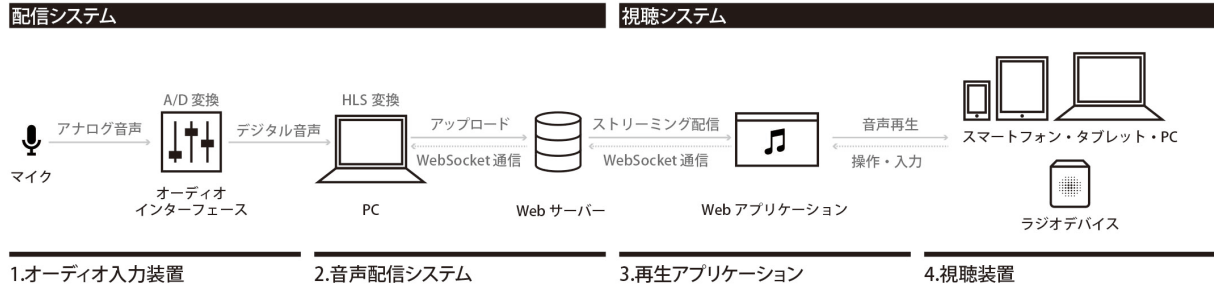 配信システム
視聴システム
A/D 変換
HLS 変換
アナログ音声
デジタル音声
アップロード
WebSocket 通信
ストリーミング配信
WebSocket 通信
音声再生
操作・入力
マイク
オーディオ
インターフェース
PC
Web サーバー
Web アプリケーション
スマートフォン・タブレット・PC
ラジオデバイス
1.オーディオ入力装置
2.音声配信システム
3.再生アプリケーション
4.視聴装置